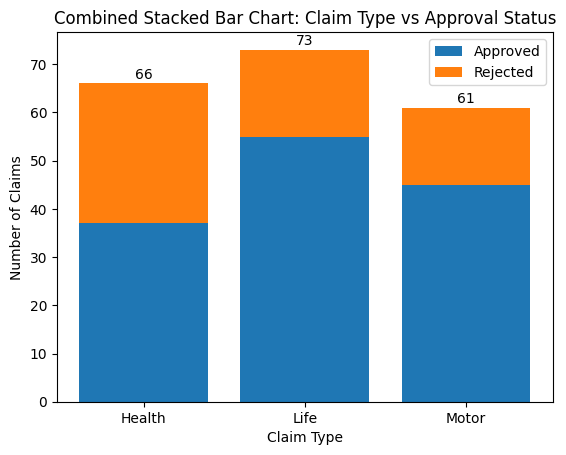 Combined Stacked Bar Chart: Claim Type vs Approval Status
Approved
Rejected
66
73
61
70
60
50
40
30
20
10
0
Number of Claims
Health
Life
Motor
Claim Type